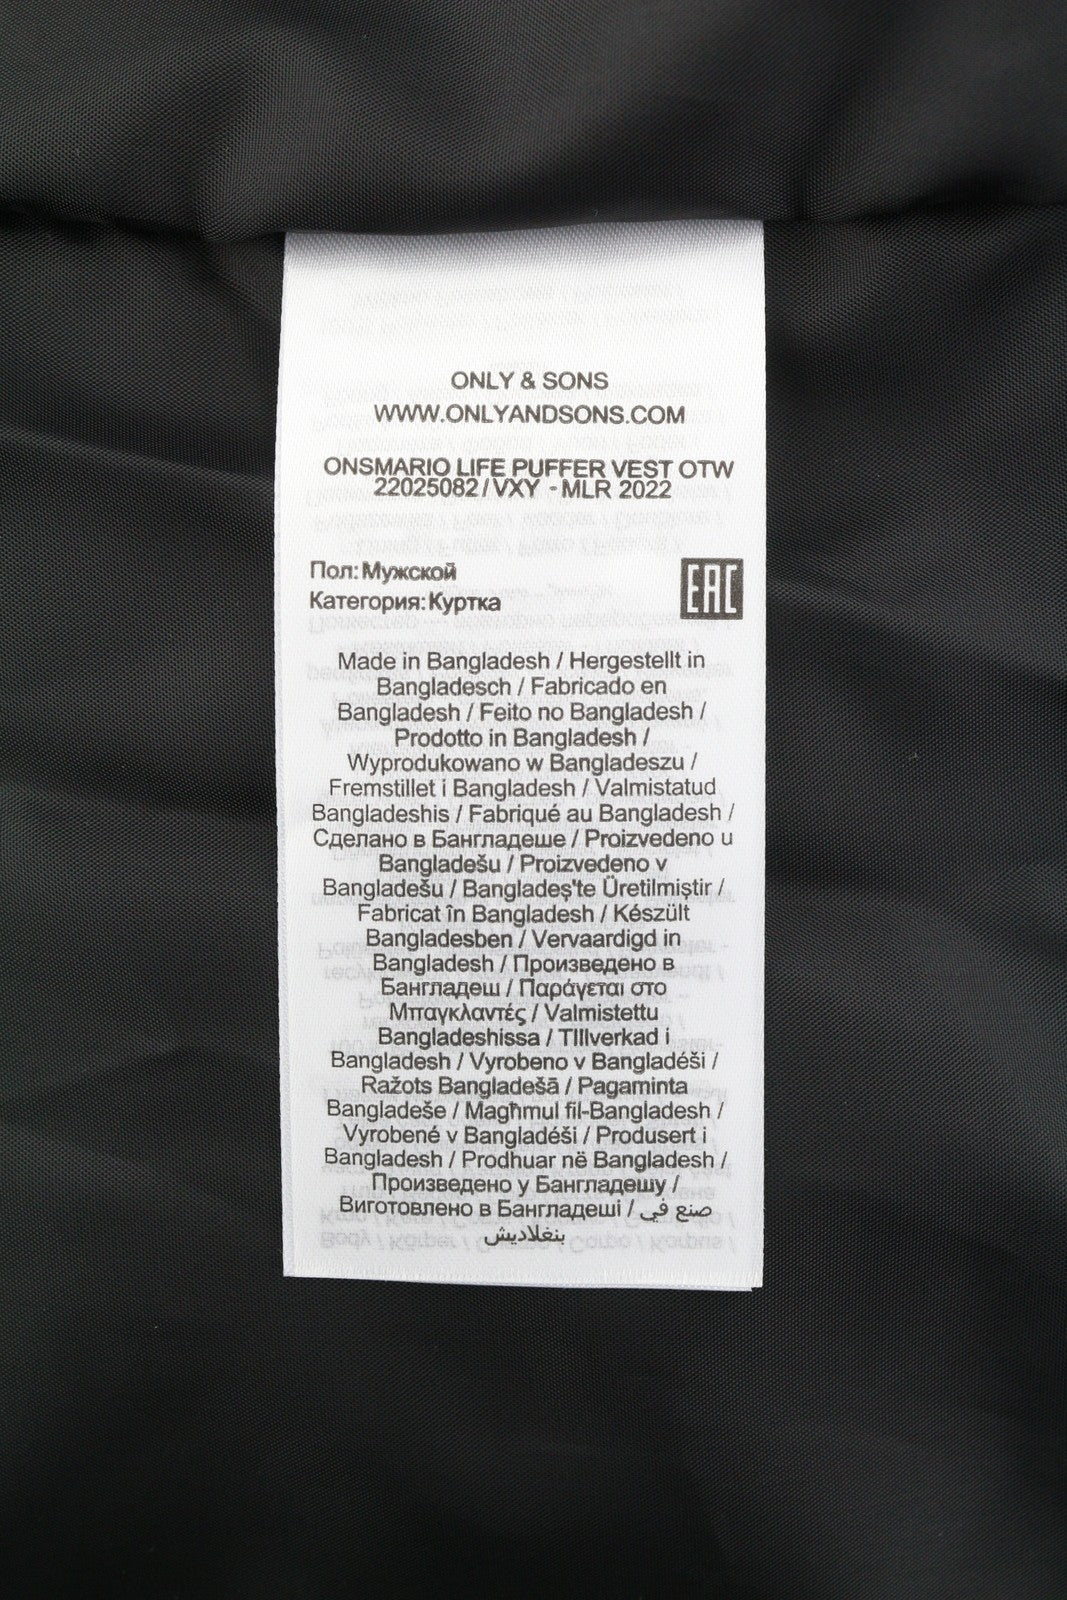 ONLY & SONS
WWW.ONLYANDSONS.COM
ONSMARIO LIFE PUFFER VEST OTW
22025082/VXY - MLR 2022
Пол: Мужской
Категория: Куртка
EAC
Made in Bangladesh / Hergestellt in
Bangladesch / Fabricado en
Bangladesh / Feito no Bangladesh /
Prodotto in Bangladesh /
Wyprodukowano w Bangladeszu /
Fremstillet i Bangladesh / Valmistatud
Bangladeshis / Fabriqué au Bangladesh /
Сделано в Бангладеше / Proizvedeno u
Bangladešu / Proizvedeno v
Bangladešu / Bangladeş'te Üretilmiştir /
Fabricat în Bangladesh / Készült
Bangladesben / Vervaardigd in
Bangladesh / Произведено в
Бангладеш / Παράγεται στο
Μπαγκλαντές / Valmistettu
Bangladeshissa / TIllverkad i
Bangladesh / Vyrobeno v Bangladéši /
Ražots Bangladešā / Pagaminta
Bangladeše / Magħmul fil-Bangladesh /
Vyrobené v Bangladéši / Produsert i
Bangladesh / Prodhuar në Bangladesh /
Произведено у Бангладешу /
Виготовлено в Бангладеші / صنع في
بنغلاديش